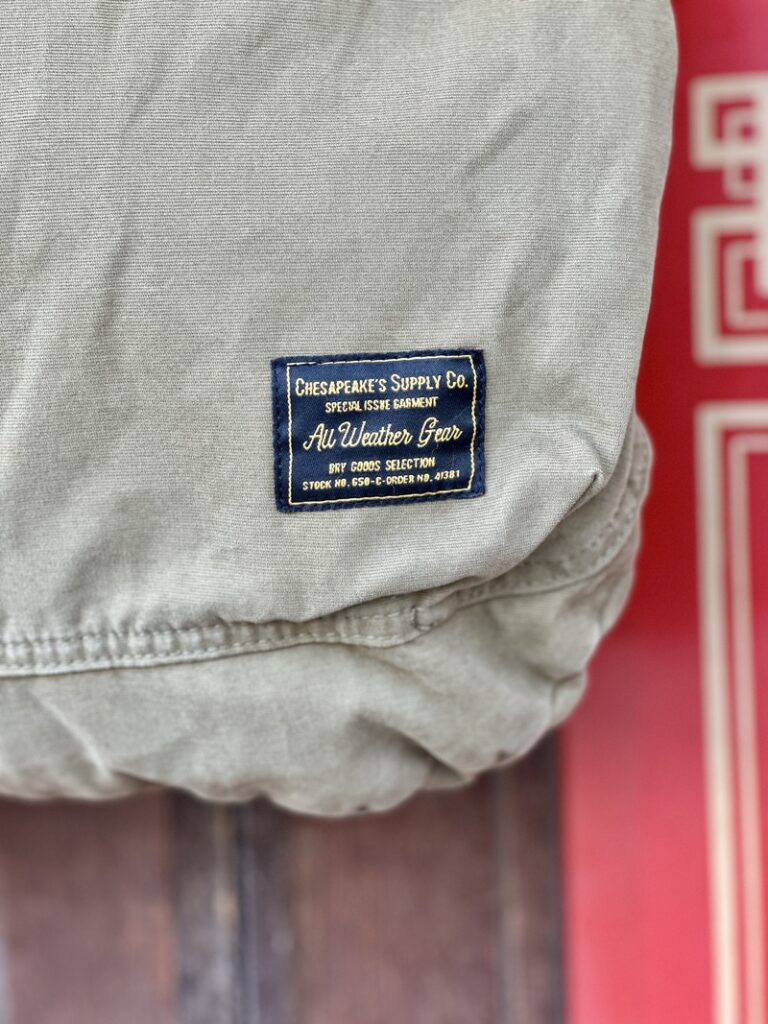 CHESAPEAKE'S SUPPLY CO.
SPECIAL ISSUE GARMENT
All Weather Gear
DRY GOODS SELECTION
STOCK NO. 650-C-ORDER NO. 41381